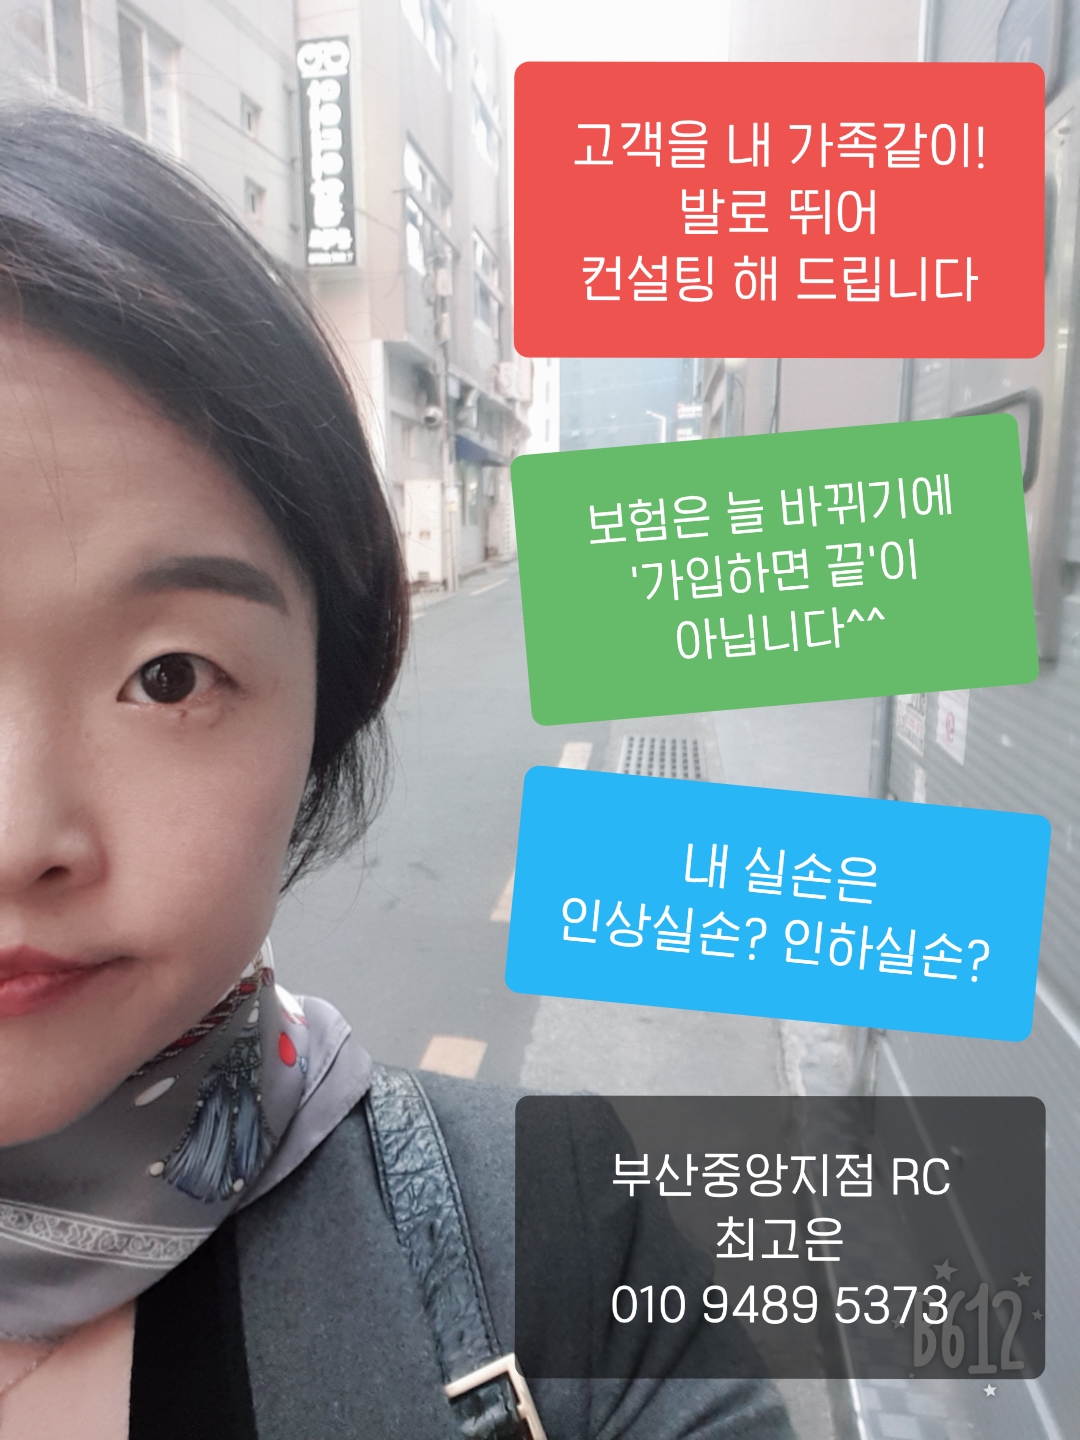 고객을 내 가족같이!
발로 뛰어
컨설팅 해 드립니다
보험은 늘 바뀌기에
'가입하면 끝'이
아닙니다^^
내 실손은
인상실손? 인하실손?
부산중앙지점 RC
최고은
010 9489 5373
B612